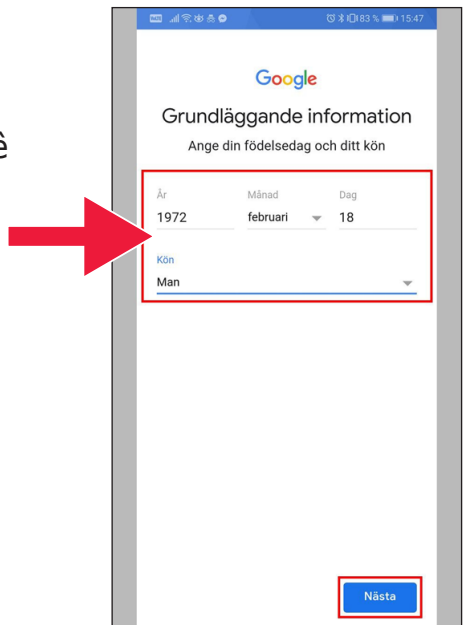 83 % 15:47
Google
Grundläggande information
Ange din födelsedag och ditt kön
ê
År Månad Dag
1972 februari 18
Kön
Man
Nästa